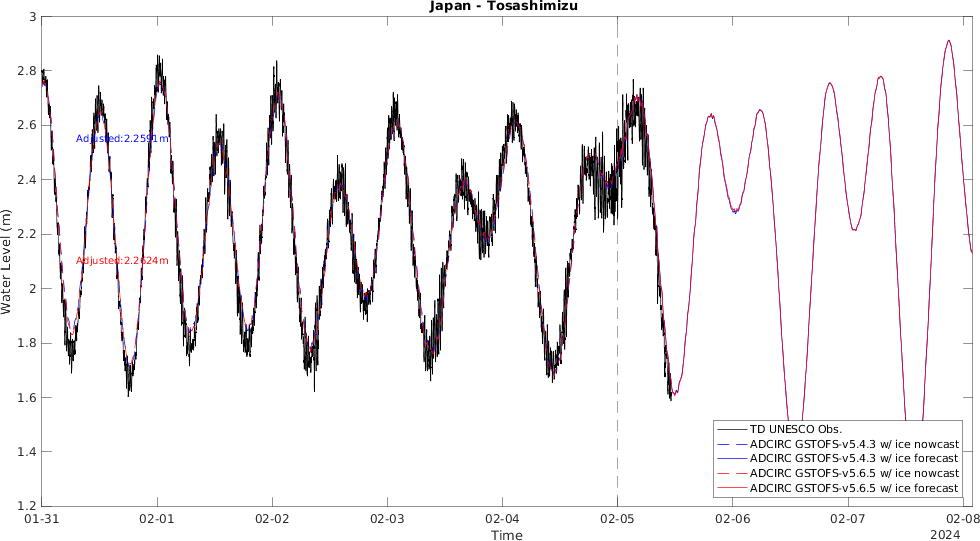 Japan - Tosashimizu
3
2.8
2.6
2.4
2.2
2
1.8
1.6
1.4
1.2
Water Level (m)
Adjusted:2.2591m
Adjusted:2.2624m
TD UNESCO Obs.
ADCIRC GSTOFS-v5.4.3 w/ ice nowcast
ADCIRC GSTOFS-v5.4.3 w/ ice forecast
ADCIRC GSTOFS-v5.6.5 w/ ice nowcast
ADCIRC GSTOFS-v5.6.5 w/ ice forecast
01-31 02-01 02-02 02-03 02-04 02-05 02-06 02-07 02-08
Time 2024